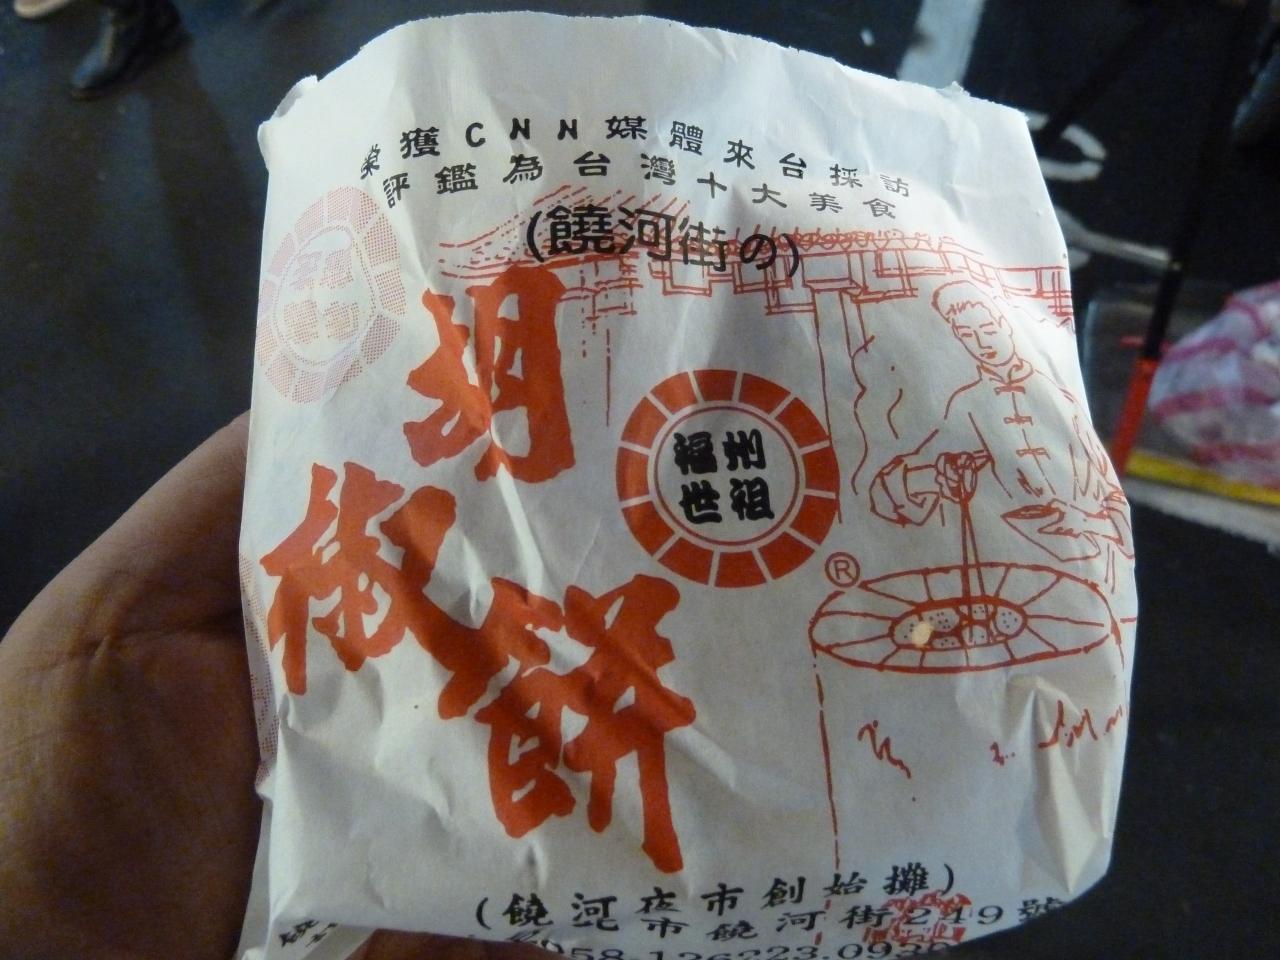 榮獲CNN媒體來台採訪
評鑑為台灣十大美食
(饒河街の)
胡椒餅
福州
世祖
®
(饒河夜市創始攤)
市饒河街249號